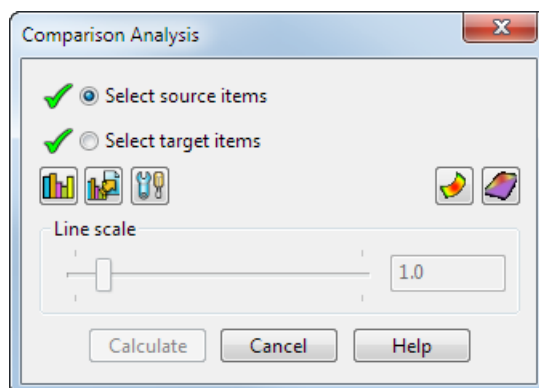 Comparison Analysis
Select source items
Select target items
Line scale
1.0
Calculate Cancel Help